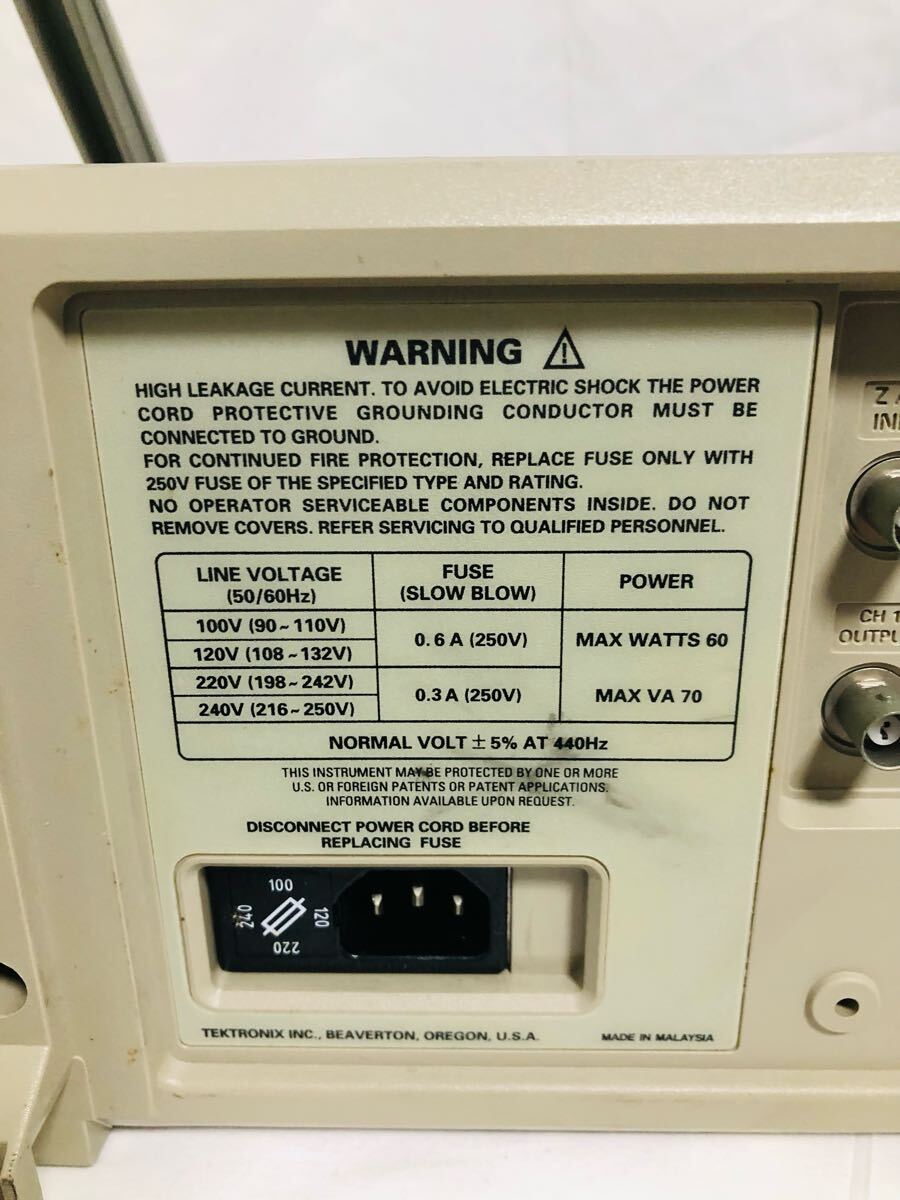 WARNING
HIGH LEAKAGE CURRENT. TO AVOID ELECTRIC SHOCK THE POWER
CORD PROTECTIVE GROUNDING CONDUCTOR MUST BE
CONNECTED TO GROUND.
FOR CONTINUED FIRE PROTECTION, REPLACE FUSE ONLY WITH
250V FUSE OF THE SPECIFIED TYPE AND RATING.
NO OPERATOR SERVICEABLE COMPONENTS INSIDE. DO NOT
REMOVE COVERS. REFER SERVICING TO QUALIFIED PERSONNEL.
LINE VOLTAGE
(50/60Hz)
FUSE
(SLOW BLOW)
POWER
100V (90~110V)
120V (108~132V)
0.6 A (250V)
MAX WATTS 60
220V (198~242V)
240V (216~250V)
0.3 A (250V)
MAX VA 70
NORMAL VOLT ± 5% AT 440Hz
THIS INSTRUMENT MAY BE PROTECTED BY ONE OR MORE
U.S. OR FOREIGN PATENTS OR PATENT APPLICATIONS.
INFORMATION AVAILABLE UPON REQUEST.
DISCONNECT POWER CORD BEFORE
REPLACING FUSE
100
240
120
220
TEKTRONIX INC., BEAVERTON, OREGON, U.S.A.
MADE IN MALAYSIA
Z
CH 1